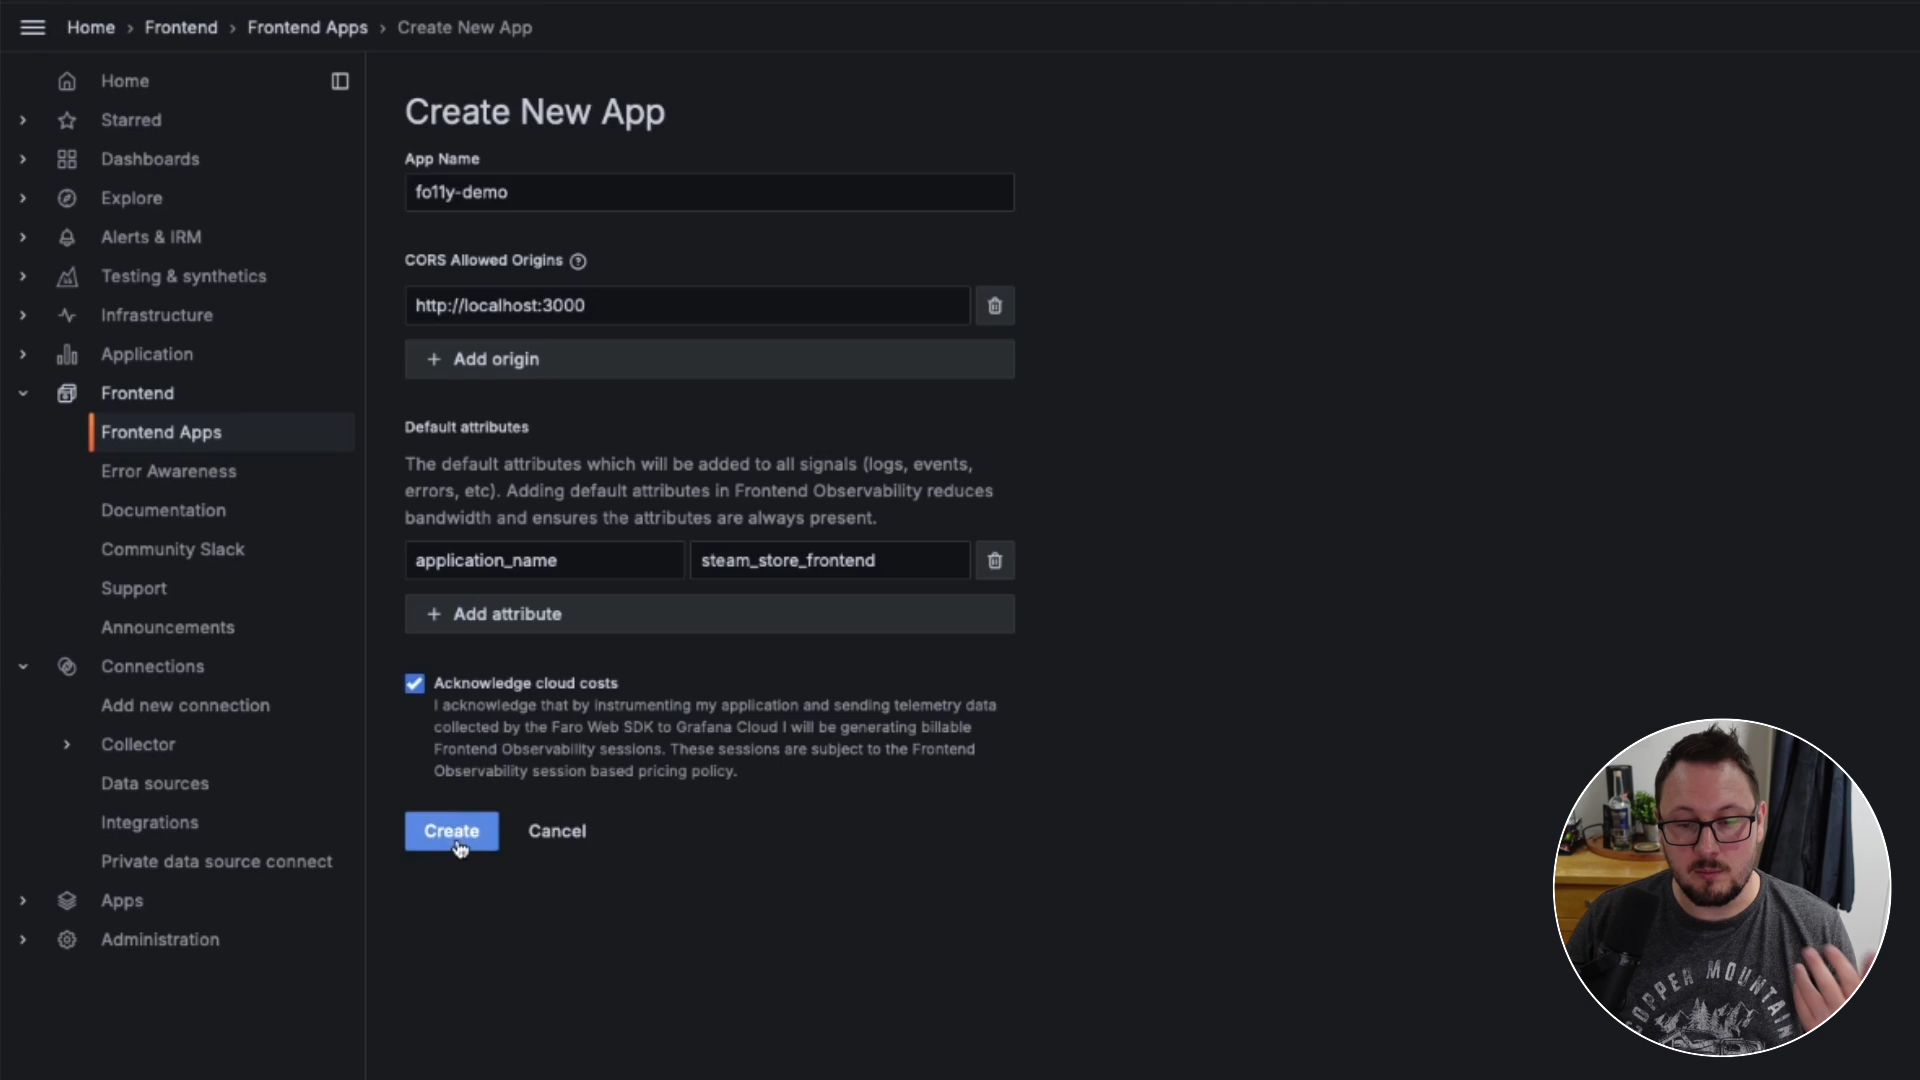 Home › Frontend › Frontend Apps › Create New App
Home
Starred
Dashboards
Explore
Alerts & IRM
Testing & synthetics
Infrastructure
Application
Frontend
Frontend Apps
Error Awareness
Documentation
Community Slack
Support
Announcements
Connections
Add new connection
Collector
Data sources
Integrations
Private data source connect
Apps
Administration
Create New App
App Name
fo11y-demo
CORS Allowed Origins
http://localhost:3000
+ Add origin
Default attributes
The default attributes which will be added to all signals (logs, events,
errors, etc). Adding default attributes in Frontend Observability reduces
bandwidth and ensures the attributes are always present.
application_name steam_store_frontend
+ Add attribute
Acknowledge cloud costs
I acknowledge that by instrumenting my application and sending telemetry data
collected by the Faro Web SDK to Grafana Cloud I will be generating billable
Frontend Observability sessions. These sessions are subject to the Frontend
Observability session based pricing policy.
Create Cancel
COPPER MOUNTAIN